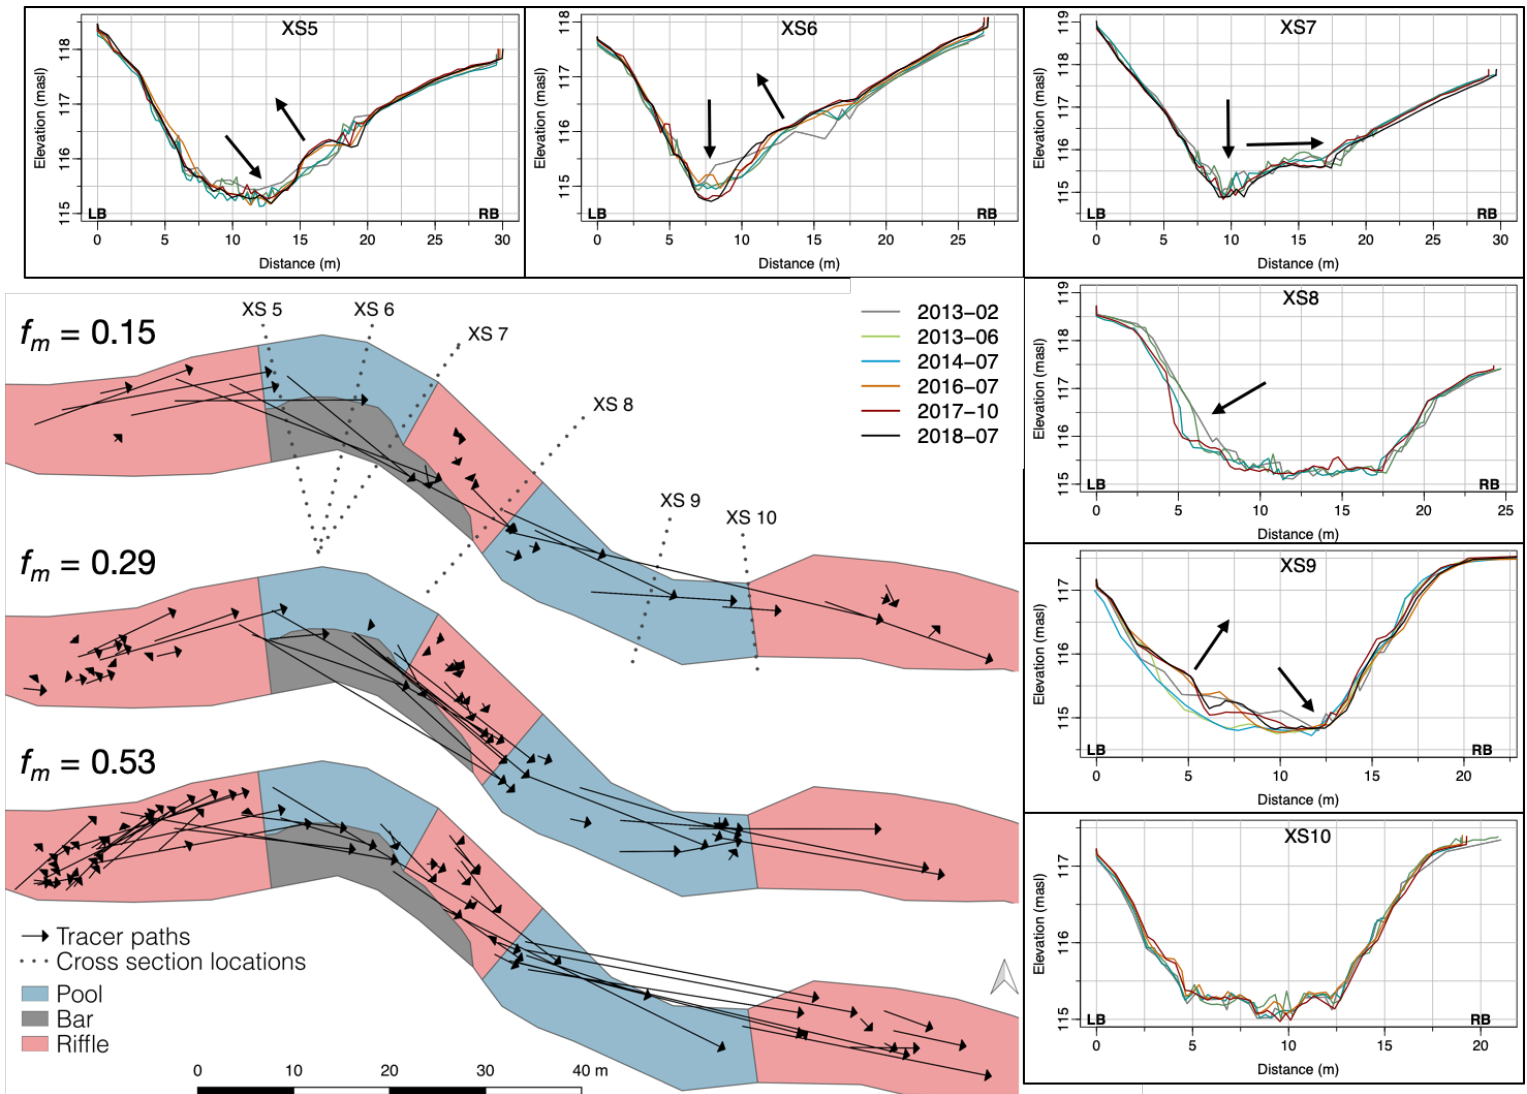 XS5
Elevation (masl)
118
117
116
115
LB
RB
0
5
10
15
20
25
30
Distance (m)
XS6
Elevation (masl)
118
117
116
115
LB
RB
0
5
10
15
20
25
Distance (m)
XS7
Elevation (masl)
119
118
117
116
115
LB
RB
0
5
10
15
20
25
30
Distance (m)
fm = 0.15
XS 5
XS 6
XS 7
XS 8
XS 9
XS 10
2013-02
2013-06
2014-07
2016-07
2017-10
2018-07
XS8
Elevation (masl)
119
118
117
116
115
LB
RB
0
5
10
15
20
25
Distance (m)
fm = 0.29
XS9
Elevation (masl)
117
116
115
LB
RB
0
5
10
15
20
Distance (m)
fm = 0.53
XS10
Elevation (masl)
117
116
115
LB
RB
0
5
10
15
20
Distance (m)
Tracer paths
Cross section locations
Pool
Bar
Riffle
0
10
20
30
40 m